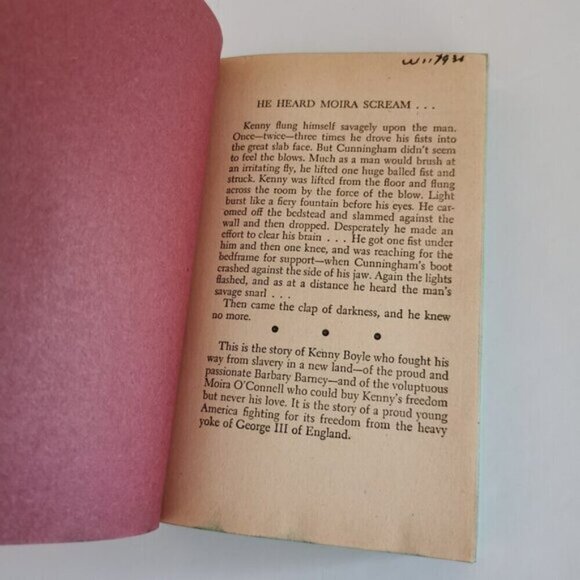 HE HEARD MOIRA SCREAM . . .
Kenny flung himself savagely upon the man.
Once—twice—three times he drove his fists into
the great slab face. But Cunningham didn't seem
to feel the blows. Much as a man would brush at
an irritating fly, he lifted one huge balled fist and
struck. Kenny was lifted from the floor and flung
across the room by the force of the blow. Light
burst like a fiery fountain before his eyes. He car-
omed off the bedstead and slammed against the
wall and then dropped. Desperately he made an
effort to clear his brain . . . He got one fist under
him and then one knee, and was reaching for the
bedframe for support—when Cunningham's boot
crashed against the side of his jaw. Again the lights
flashed, and as at a distance he heard the man's
savage snarl . . .
Then came the clap of darkness, and he knew
no more.
• • •
This is the story of Kenny Boyle who fought his
way from slavery in a new land—of the proud and
passionate Barbary Barney—and of the voluptuous
Moira O'Connell who could buy Kenny's freedom
but never his love. It is the story of a proud young
America fighting for its freedom from the heavy
yoke of George III of England.